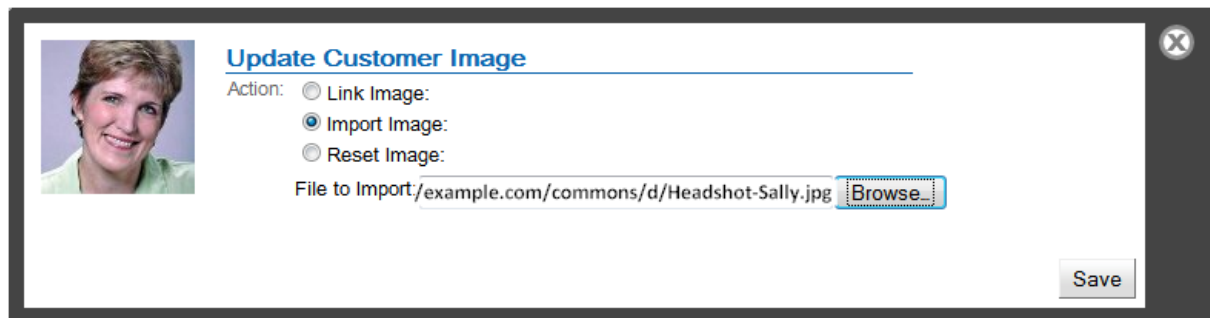 Update Customer Image
Action: Link Image:
Import Image:
Reset Image:
File to Import: /example.com/commons/d/Headshot-Sally.jpg Browse...
Save
X